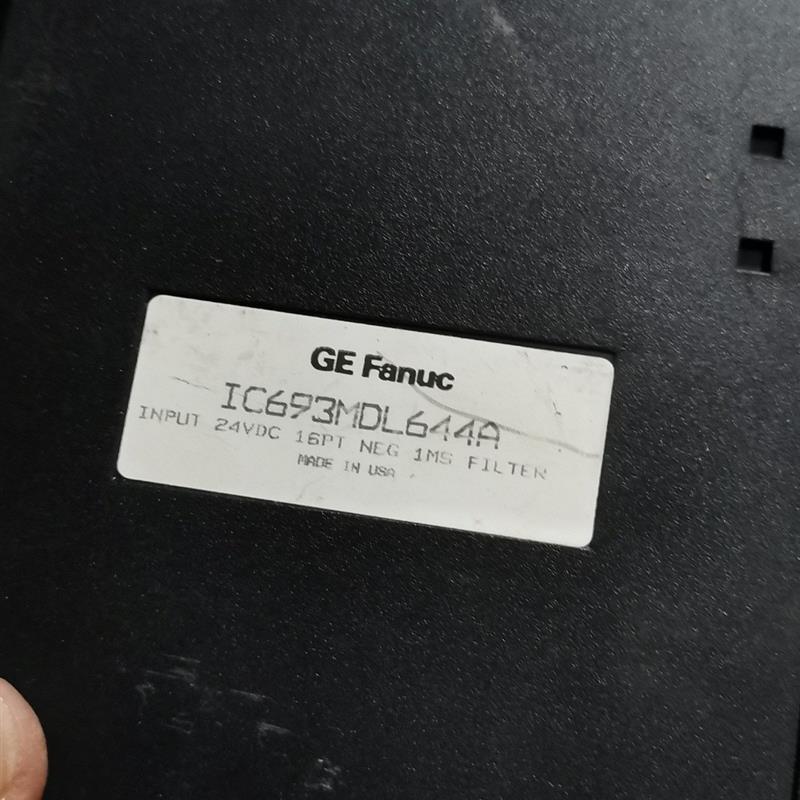 GE Fanuc
IC693MDL644A
INPUT 24VDC 16PT NEG 1MS FILTER
MADE IN USA